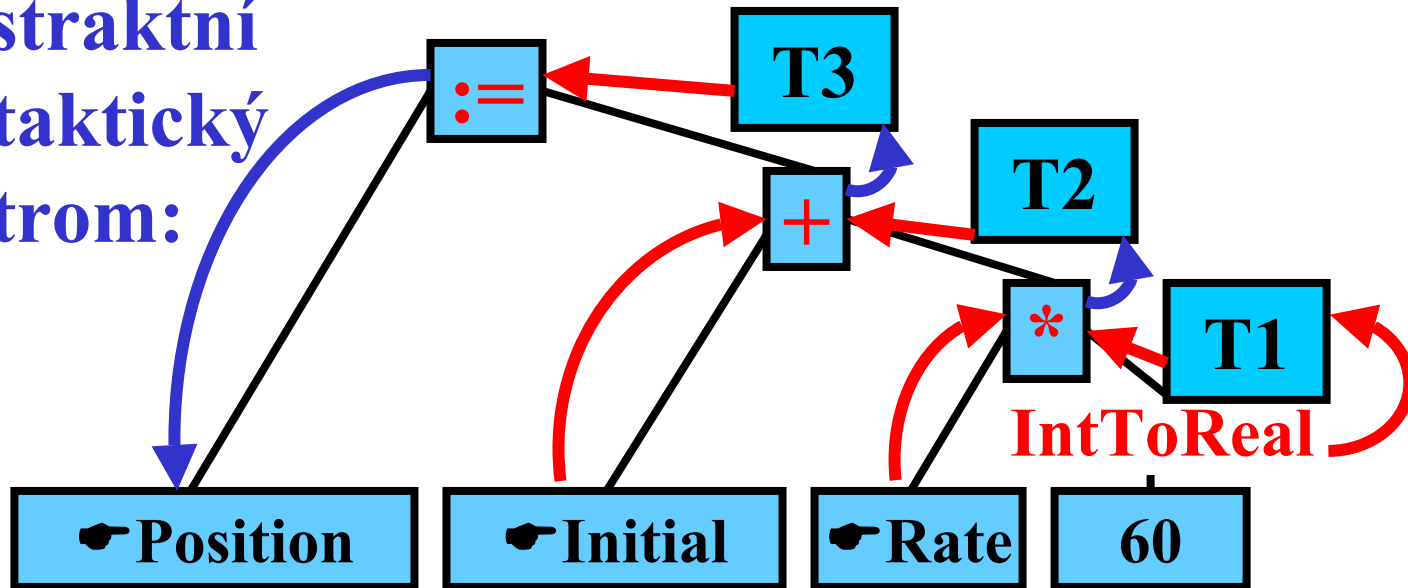 straktní
taktický
trom:
:=
T3
+
T2
*
T1
IntToReal
☛Position
☛Initial
☛Rate
60